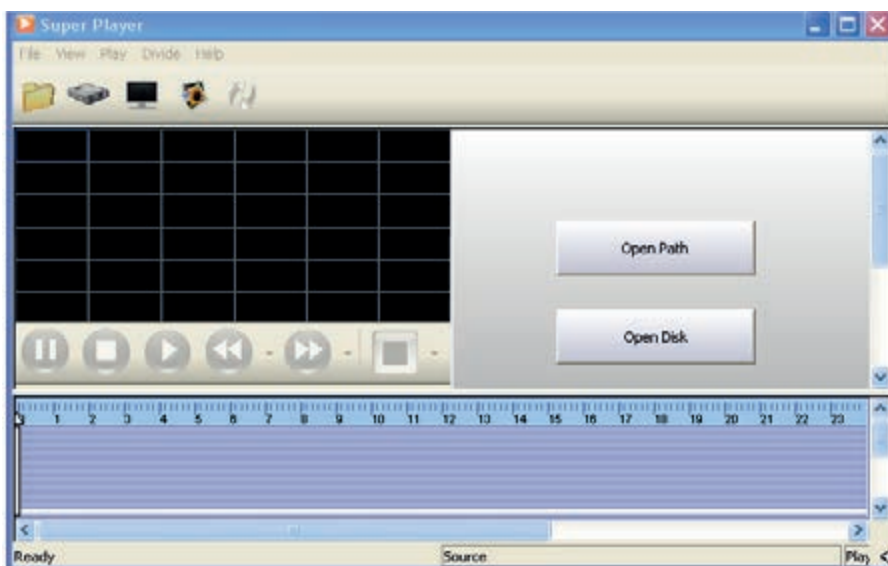 Super Player
File View Play Divide Help
Open Path
Open Disk
0 1 2 3 4 5 6 7 8 9 10 11 12 13 14 15 16 17 18 19 20 21 22 23
Ready Source Play